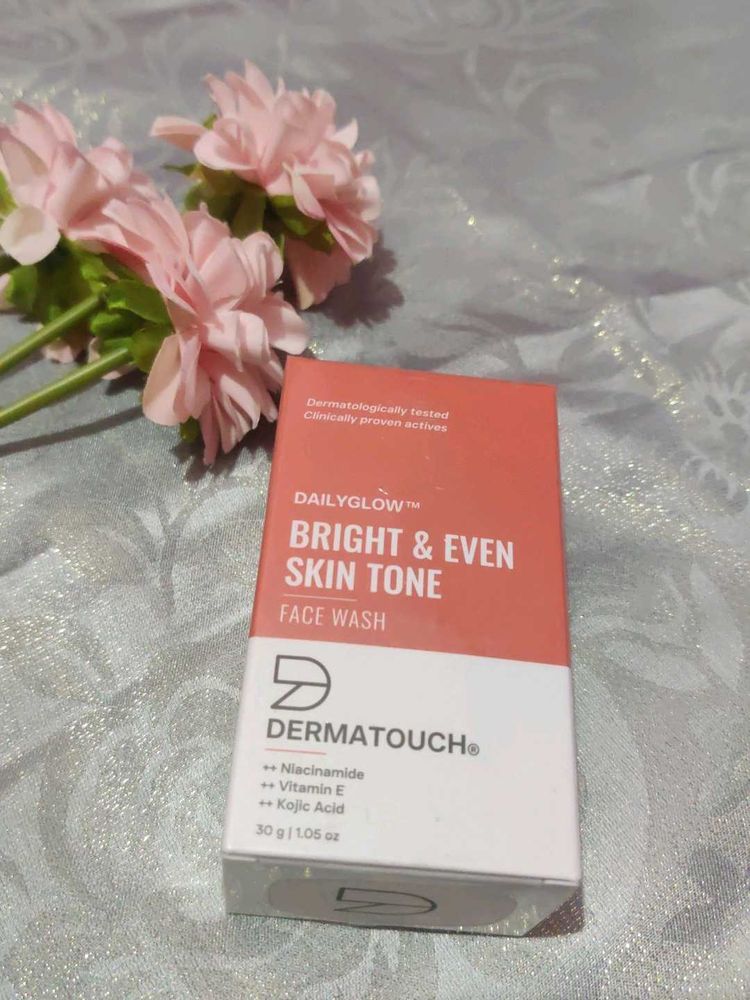 Dermatologically tested
Clinically proven actives
DAILYGLOW™
BRIGHT & EVEN
SKIN TONE
FACE WASH
DERMATOUCH®
++ Niacinamide
++ Vitamin E
++ Kojic Acid
30 g | 1.05 oz